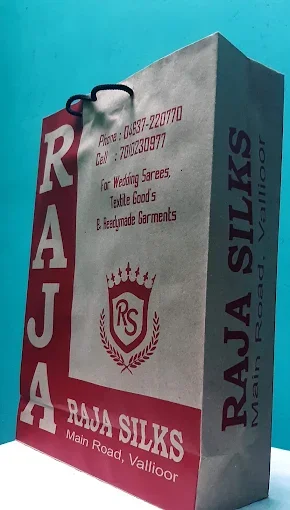 RAJA
Phone : 04637-220770
Cell : 7010230977
For Wedding Sarees,
Textile Good's
& Readymade Garments
RS
RAJA SILKS
Main Road, Vallioor
RAJA SILKS
Main Road, Vallioor